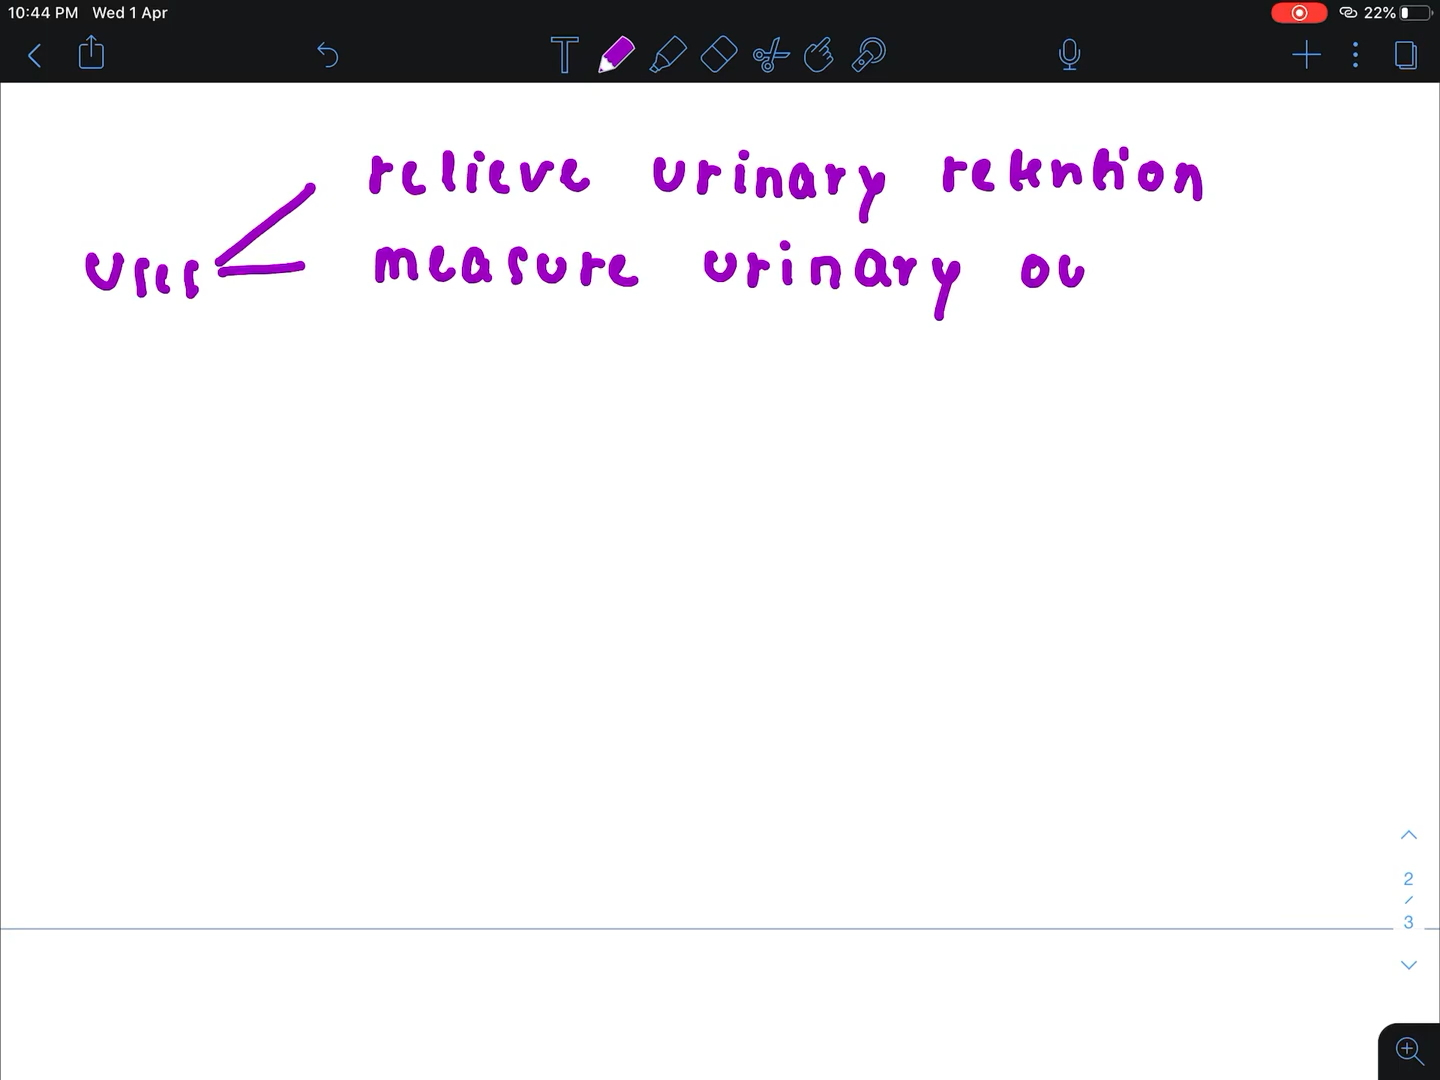 10:44 PM Wed 1 Apr
22%
relieve urinary retention
uses
measure urinary ou
2
/
3